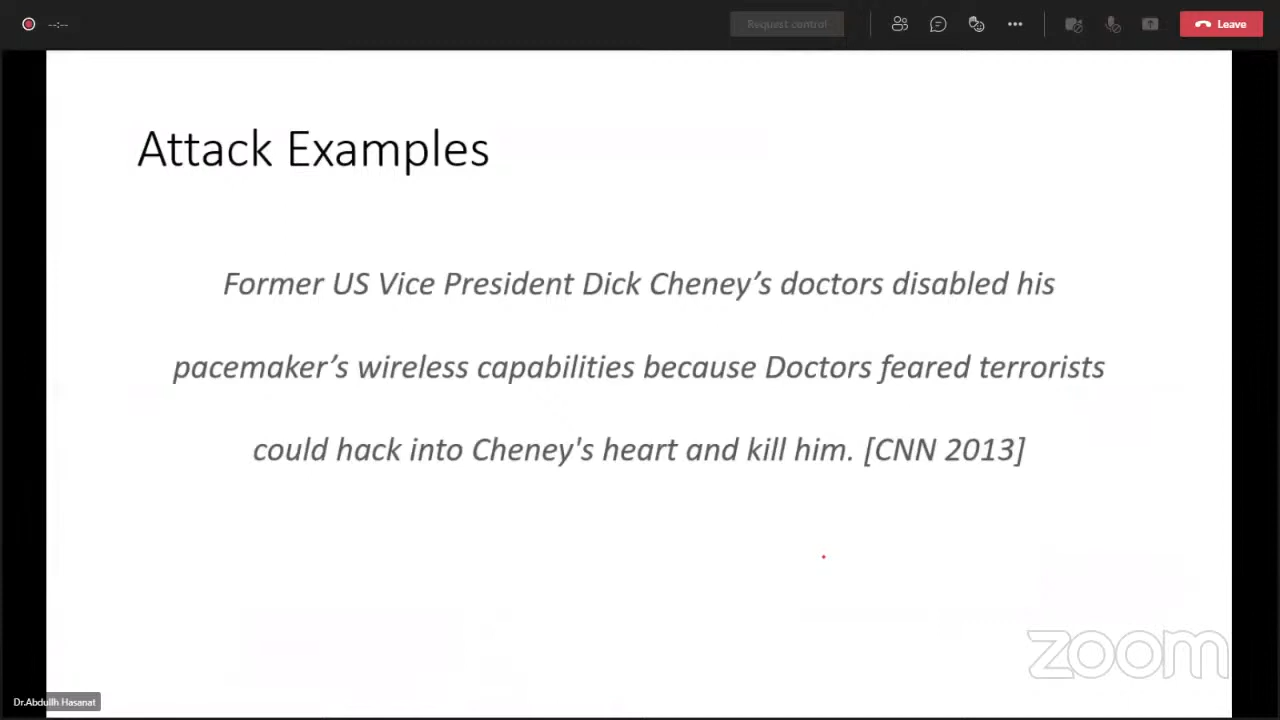 --:--
Request control
Leave
Attack Examples
Former US Vice President Dick Cheney’s doctors disabled his
pacemaker’s wireless capabilities because Doctors feared terrorists
could hack into Cheney's heart and kill him. [CNN 2013]
zoom
Dr.Abdullh Hasanat